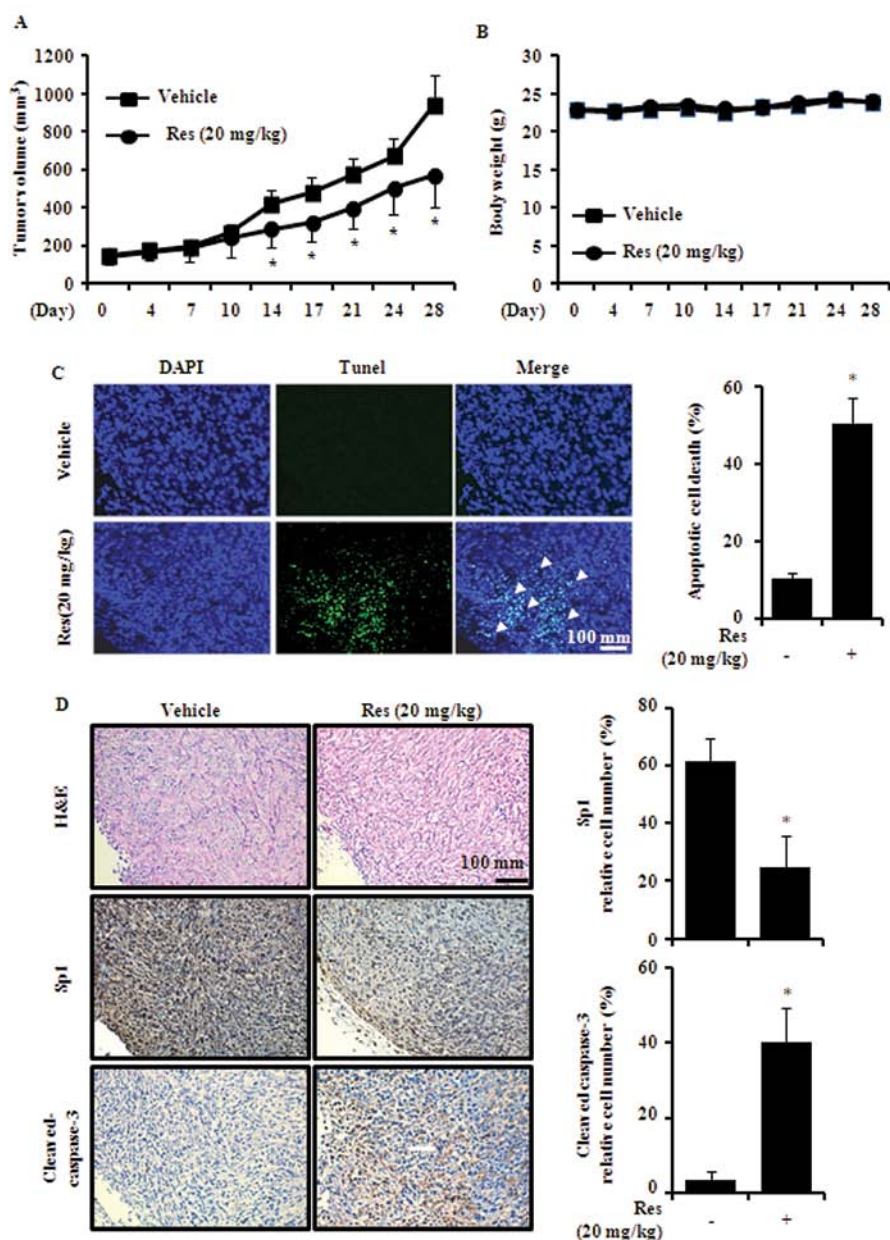 A
Tumor volume (mm³)
1200
1000
800
600
400
200
0
Vehicle
Res (20 mg/kg)
* * * * *
(Day) 0 4 7 10 14 17 21 24 28
B
Body weight (g)
30
25
20
15
10
5
0
Vehicle
Res (20 mg/kg)
(Day) 0 4 7 10 14 17 21 24 28
C
DAPI Tunel Merge
Vehicle
Res(20 mg/kg)
100 mm
Apoptotic cell death (%)
60
40
20
0
*
Res
(20 mg/kg) - +
D
Vehicle Res (20 mg/kg)
H&E
100 mm
Sp1
Cleaved-
caspase-3
Sp1
relative cell number (%)
80
60
40
20
0
*
Cleaved caspase-3
relative cell number (%)
60
40
20
0
*
Res
(20 mg/kg) - +